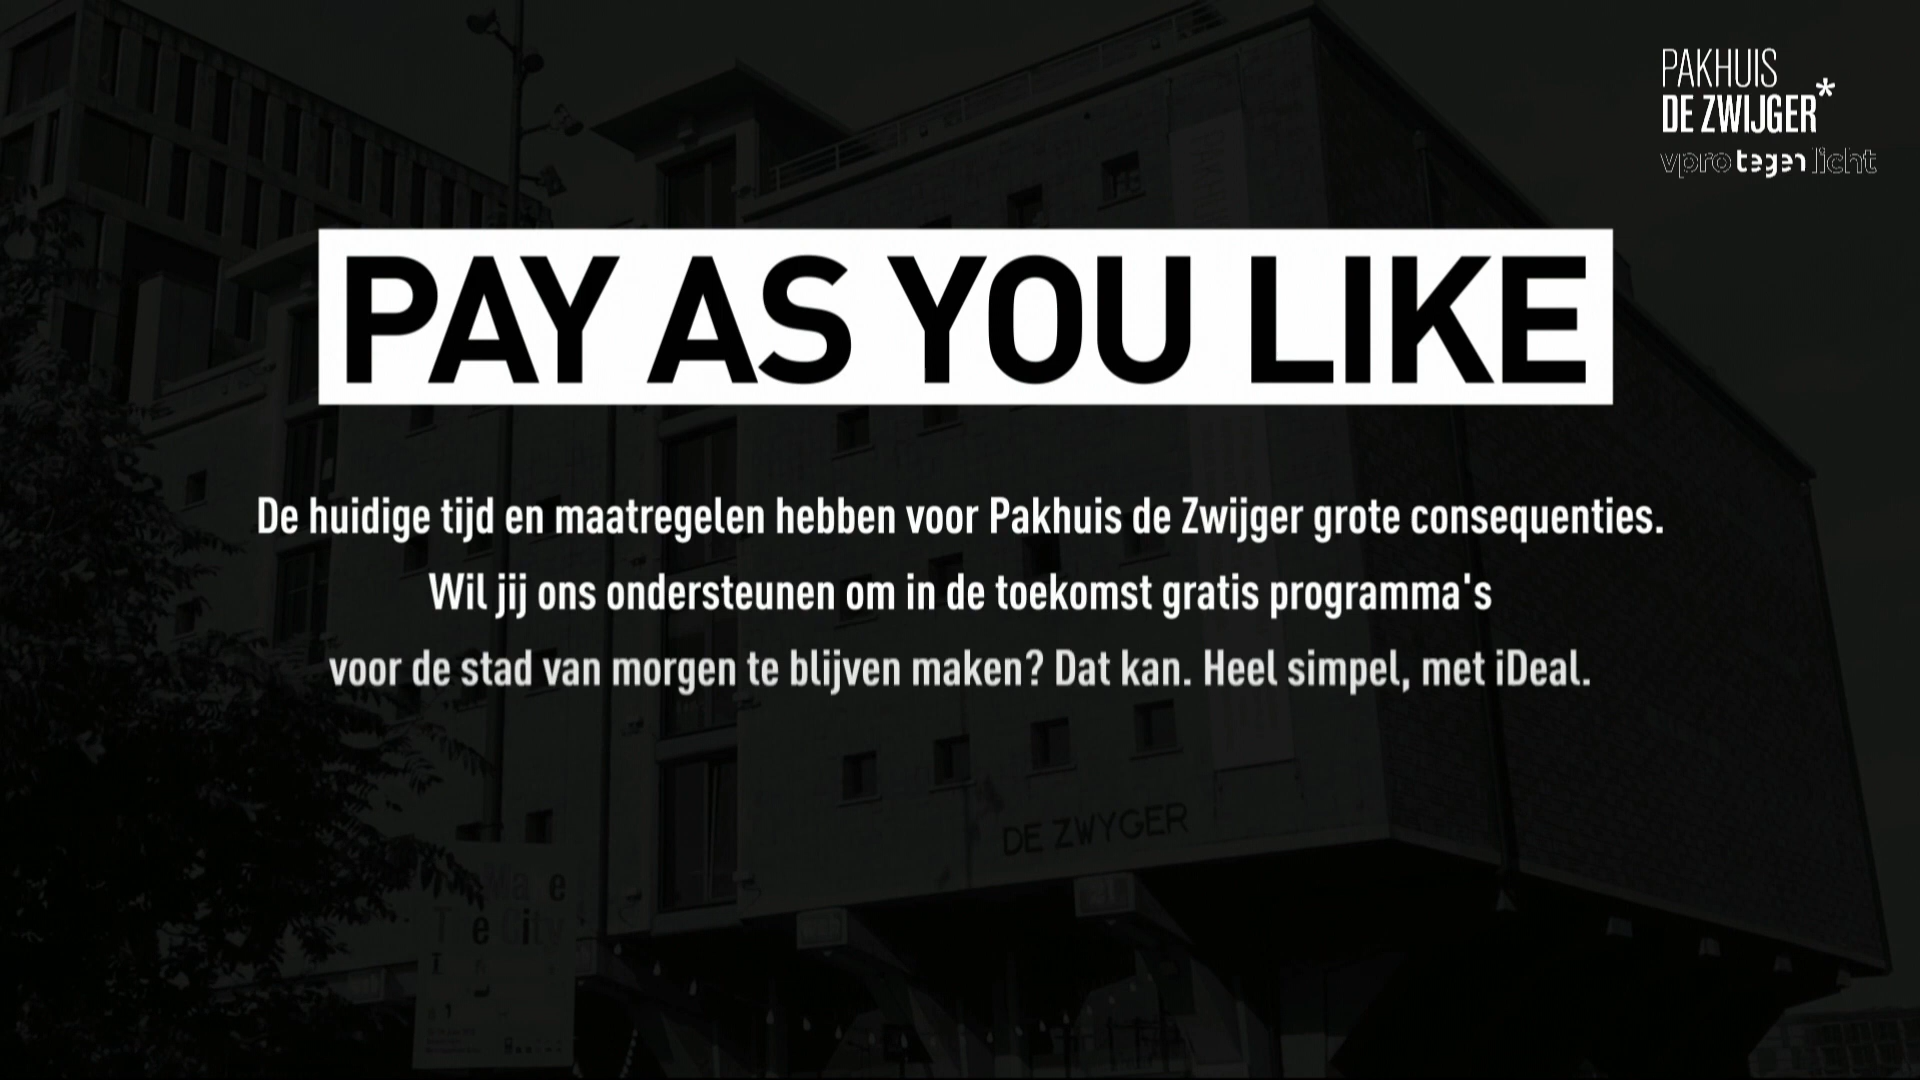 PAKHUIS
DE ZWIJGER*
vpro tegenlicht
PAY AS YOU LIKE
De huidige tijd en maatregelen hebben voor Pakhuis de Zwijger grote consequenties.
Wil jij ons ondersteunen om in de toekomst gratis programma's
voor de stad van morgen te blijven maken? Dat kan. Heel simpel, met iDeal.
DE ZWYGER
The City